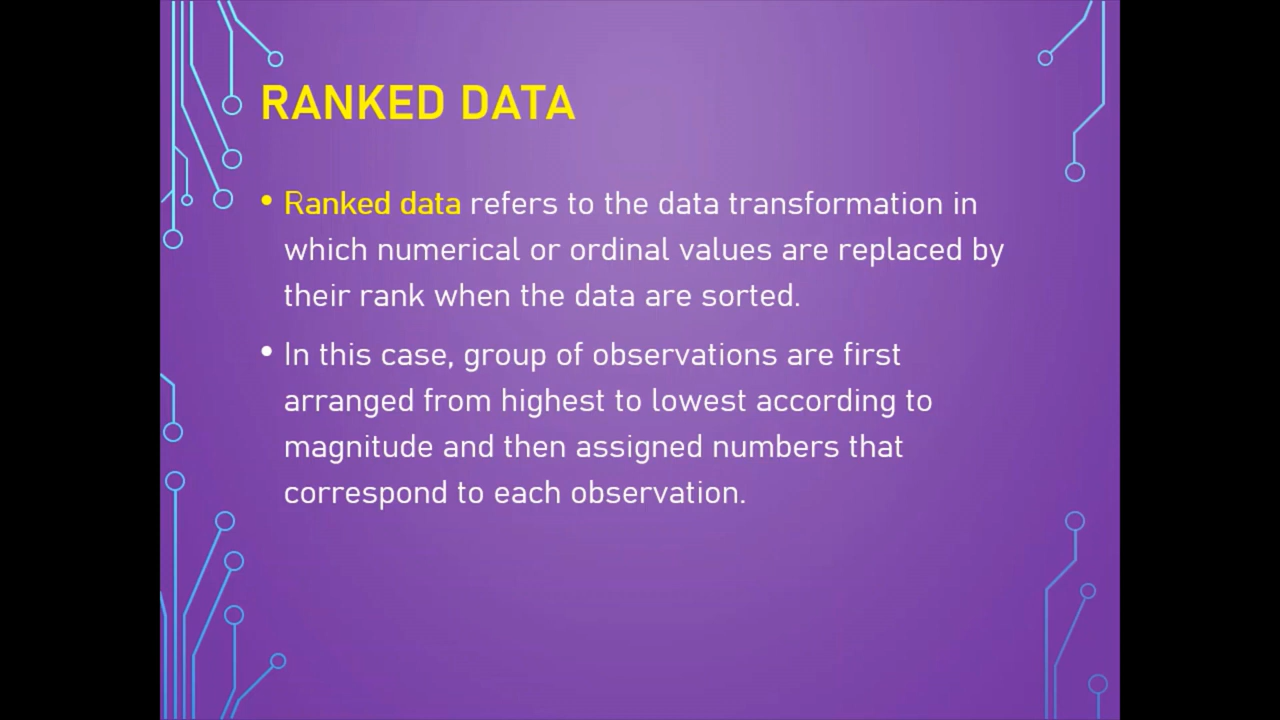 RANKED DATA
• Ranked data refers to the data transformation in
which numerical or ordinal values are replaced by
their rank when the data are sorted.
• In this case, group of observations are first
arranged from highest to lowest according to
magnitude and then assigned numbers that
correspond to each observation.